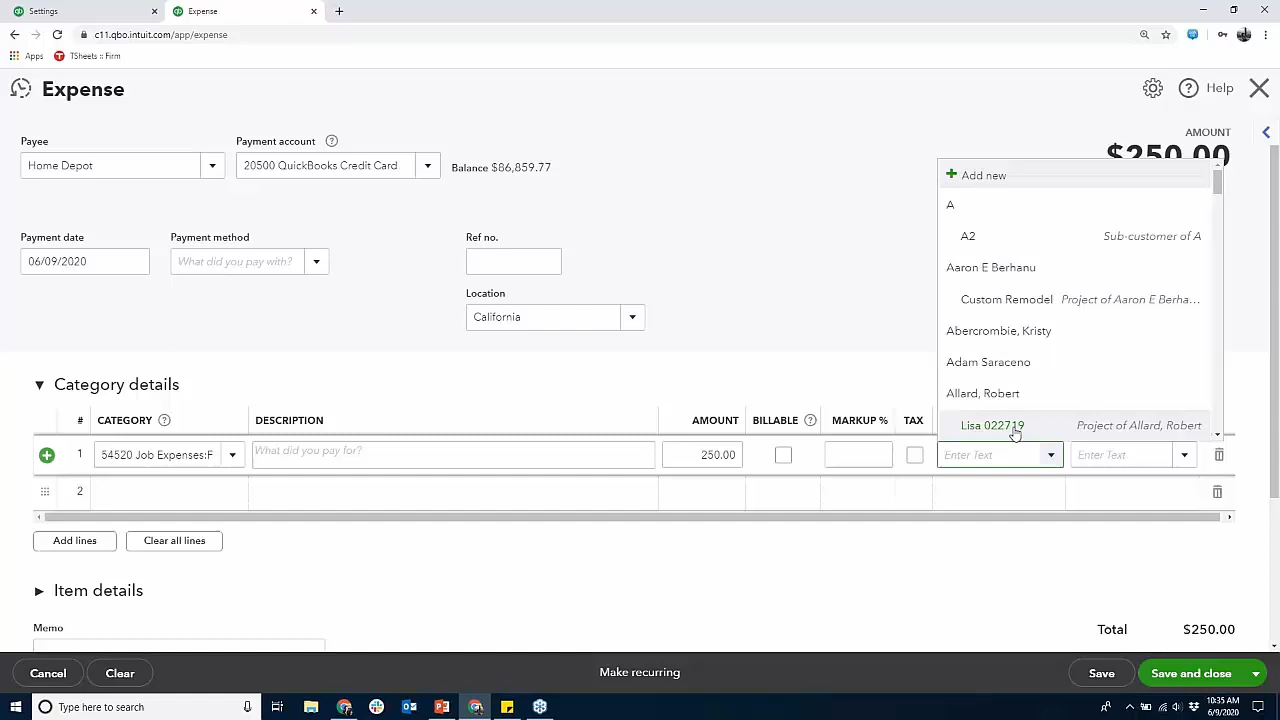 Settings
Expense
c11.qbo.intuit.com/app/expense
Apps
TSheets :: Firm
Expense
Help
Payee
Payment account
AMOUNT
Home Depot
20500 QuickBooks Credit Card
Balance $86,859.77
$250.00
Add new
A
A2 Sub-customer of A
Aaron E Berhanu
Custom Remodel Project of Aaron E Berha...
Abercrombie, Kristy
Adam Saraceno
Allard, Robert
Lisa 022719 Project of Allard, Robert
Payment date
Payment method
Ref no.
06/09/2020
What did you pay with?
Location
California
Category details
# CATEGORY DESCRIPTION AMOUNT BILLABLE MARKUP % TAX
1 54520 Job Expenses:F What did you pay for? 250.00 Enter Text Enter Text
2
Add lines
Clear all lines
Item details
Memo
Total $250.00
Cancel
Clear
Make recurring
Save
Save and close
Type here to search
10:35 AM
6/9/2020